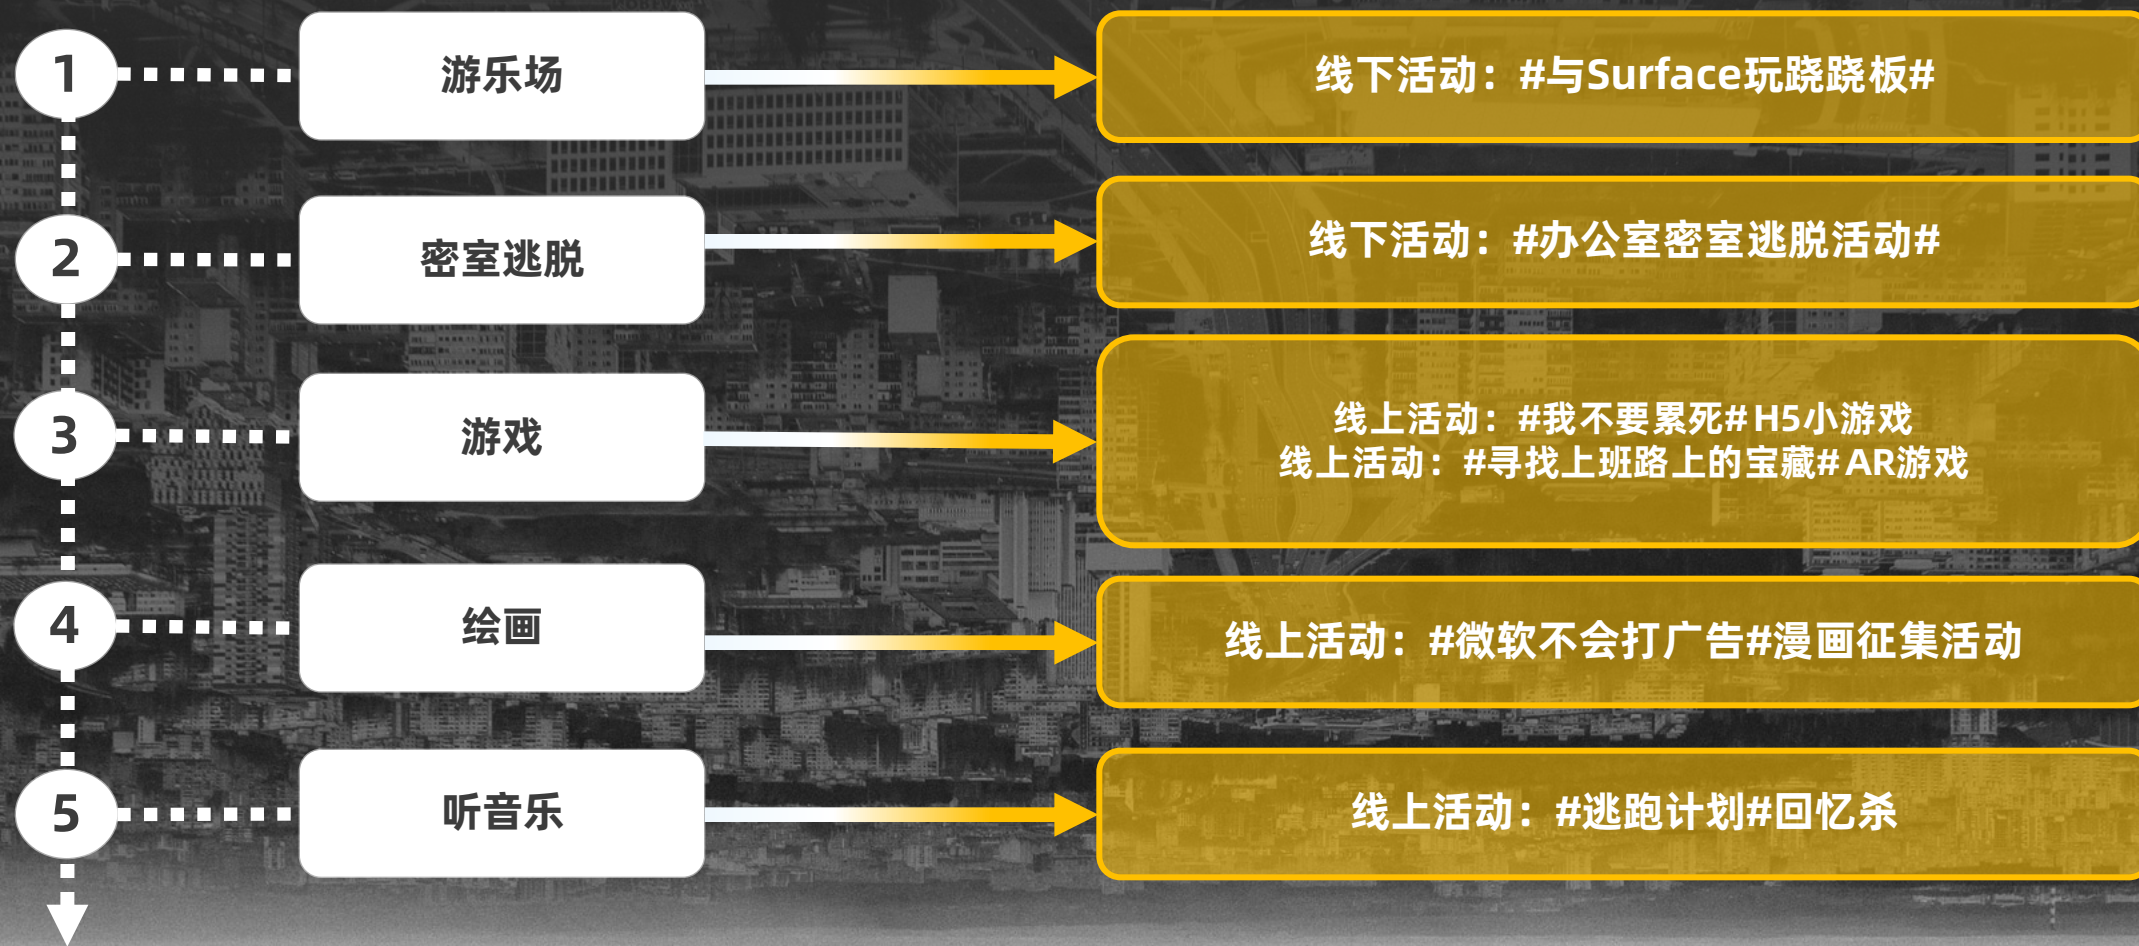 1
游乐场
线下活动：#与Surface玩跷跷板#
2
密室逃脱
线下活动：#办公室密室逃脱活动#
3
游戏
线上活动：#我不要累死#H5小游戏
线上活动：#寻找上班路上的宝藏#AR游戏
4
绘画
线上活动：#微软不会打广告#漫画征集活动
5
听音乐
线上活动：#逃跑计划#回忆杀